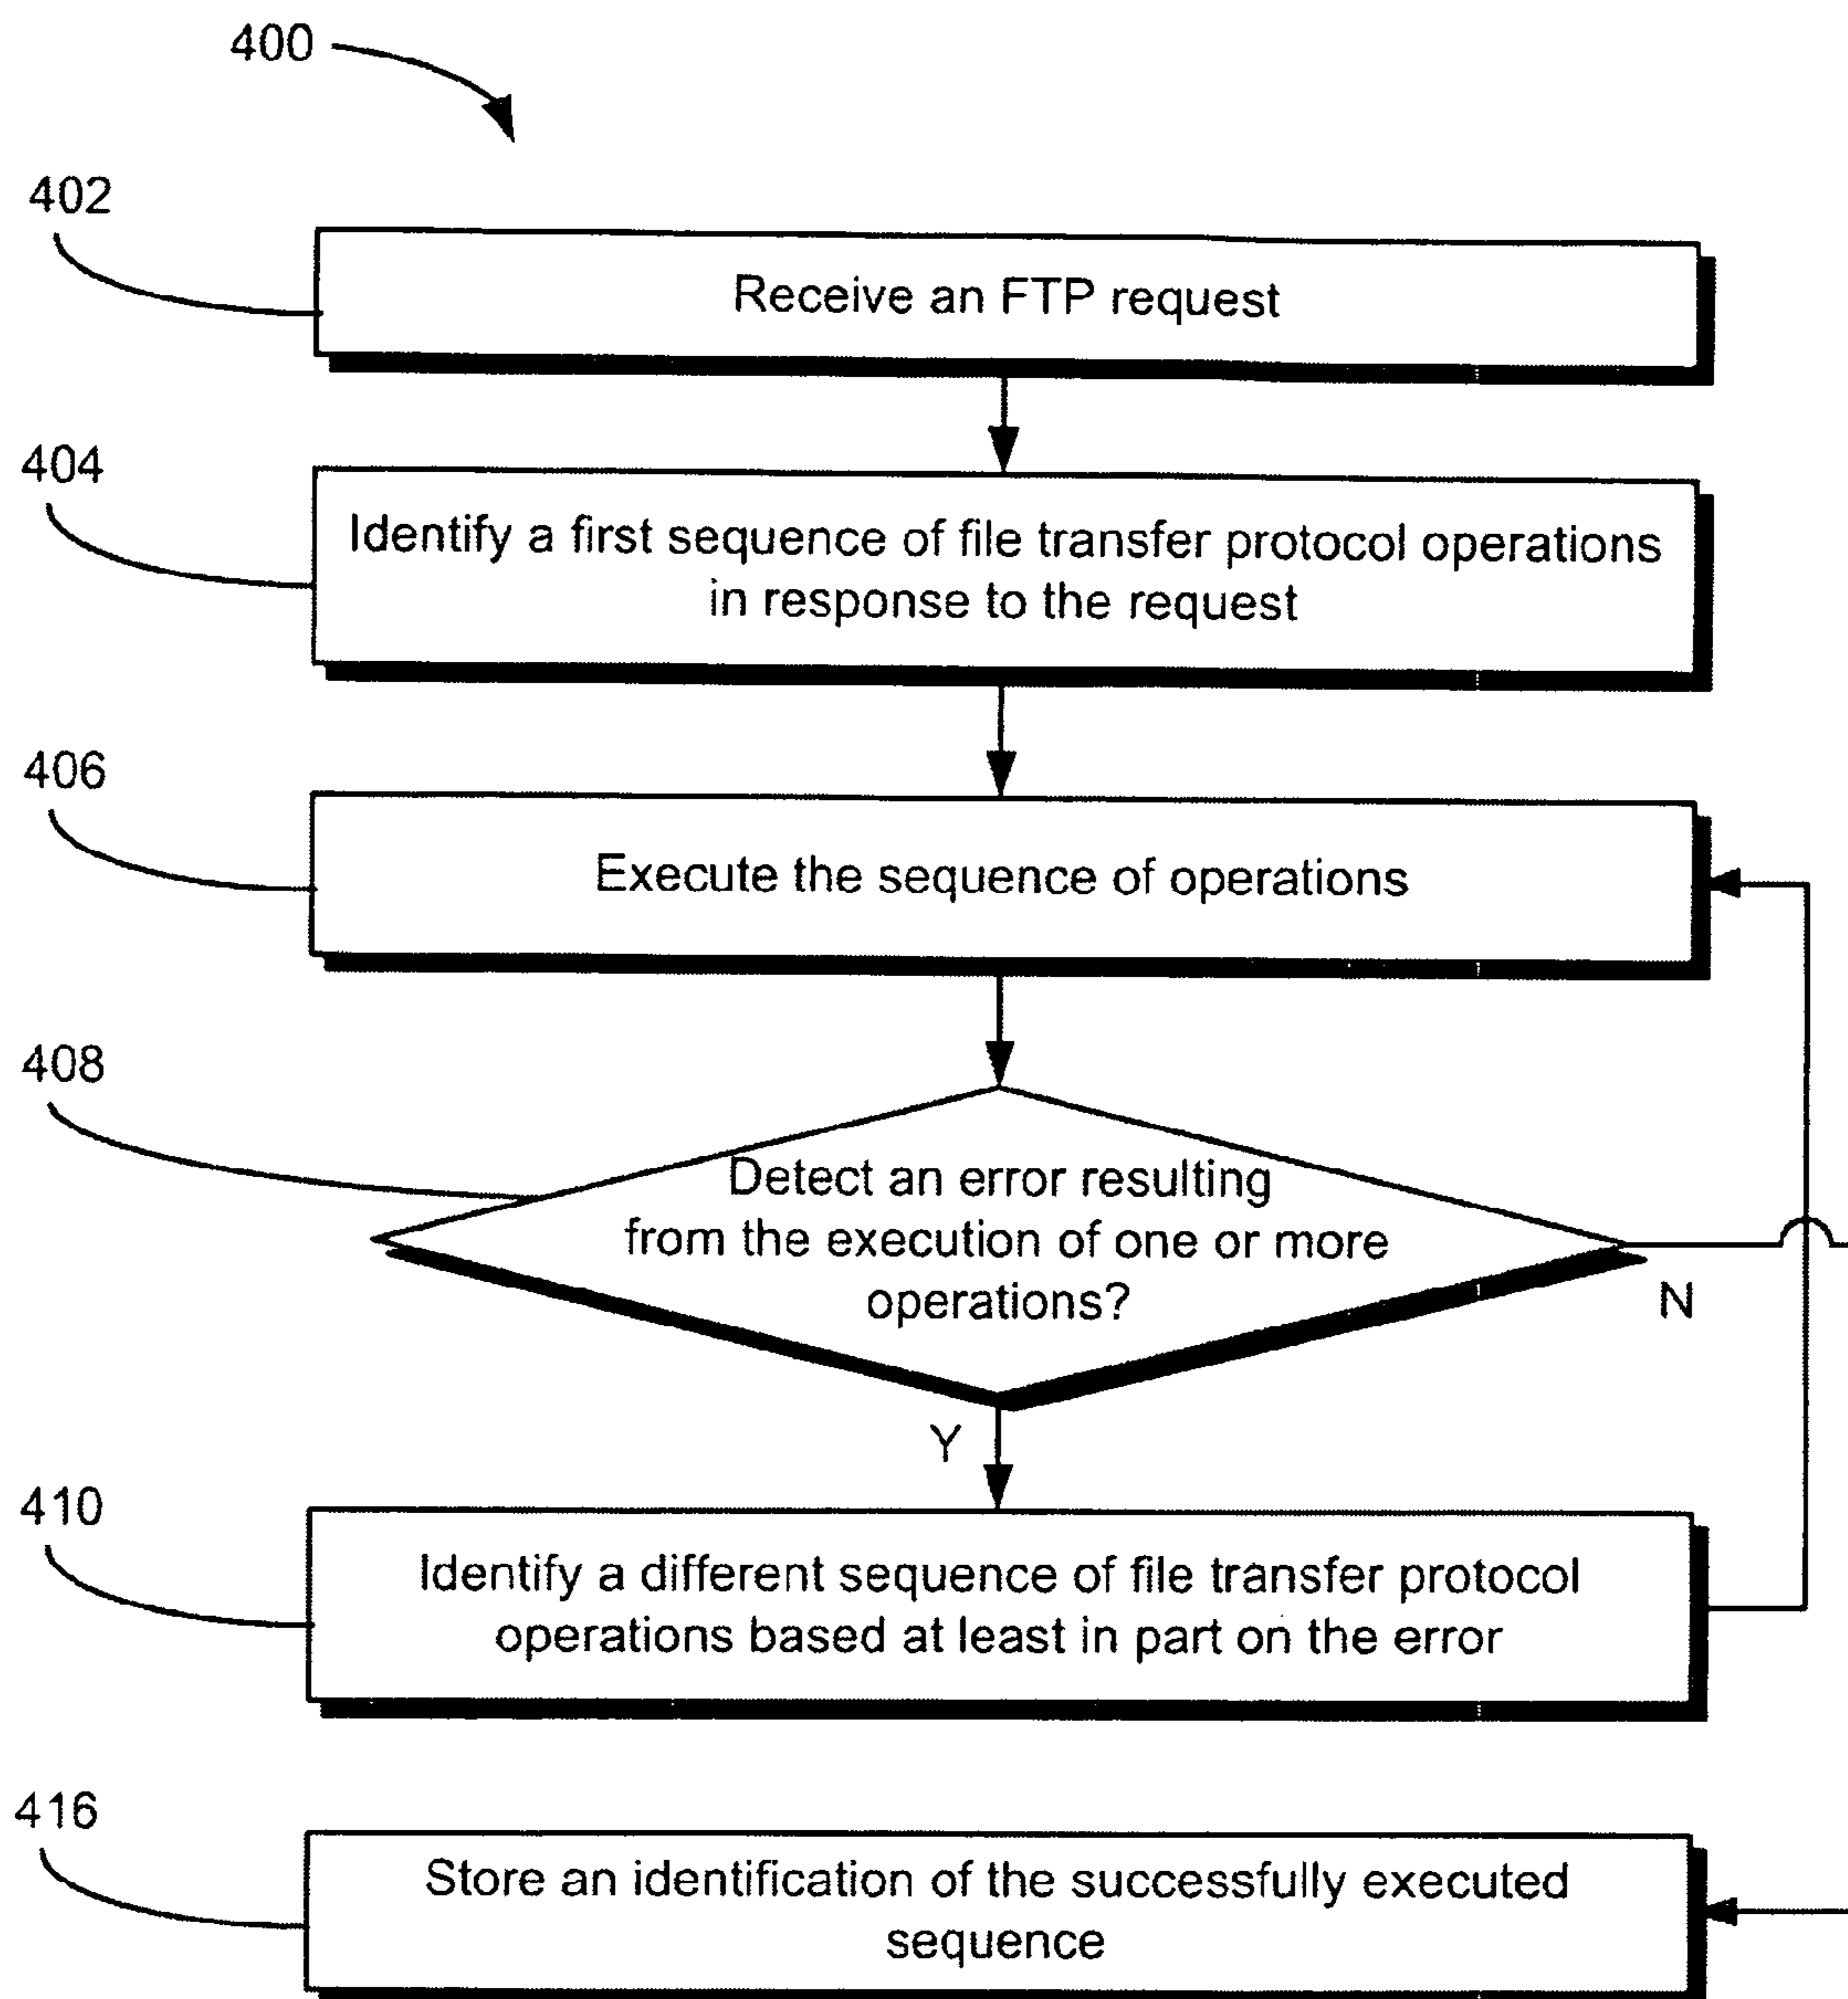 400
402
Receive an FTP request
404
Identify a first sequence of file transfer protocol operations
in response to the request
406
Execute the sequence of operations
408
Detect an error resulting
from the execution of one or more
operations?
N
Y
410
Identify a different sequence of file transfer protocol
operations based at least in part on the error
416
Store an identification of the successfully executed
sequence